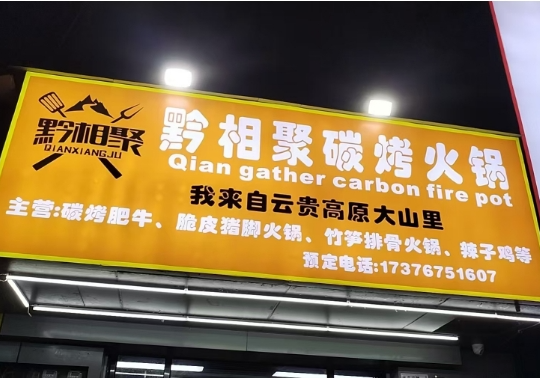 黔相聚
QIANXIANGJU
黔相聚碳烤火锅
Qian gather carbon fire pot
我来自云贵高原大山里
主营:碳烤肥牛、脆皮猪脚火锅、竹笋排骨火锅、辣子鸡等
预定电话:17376751607